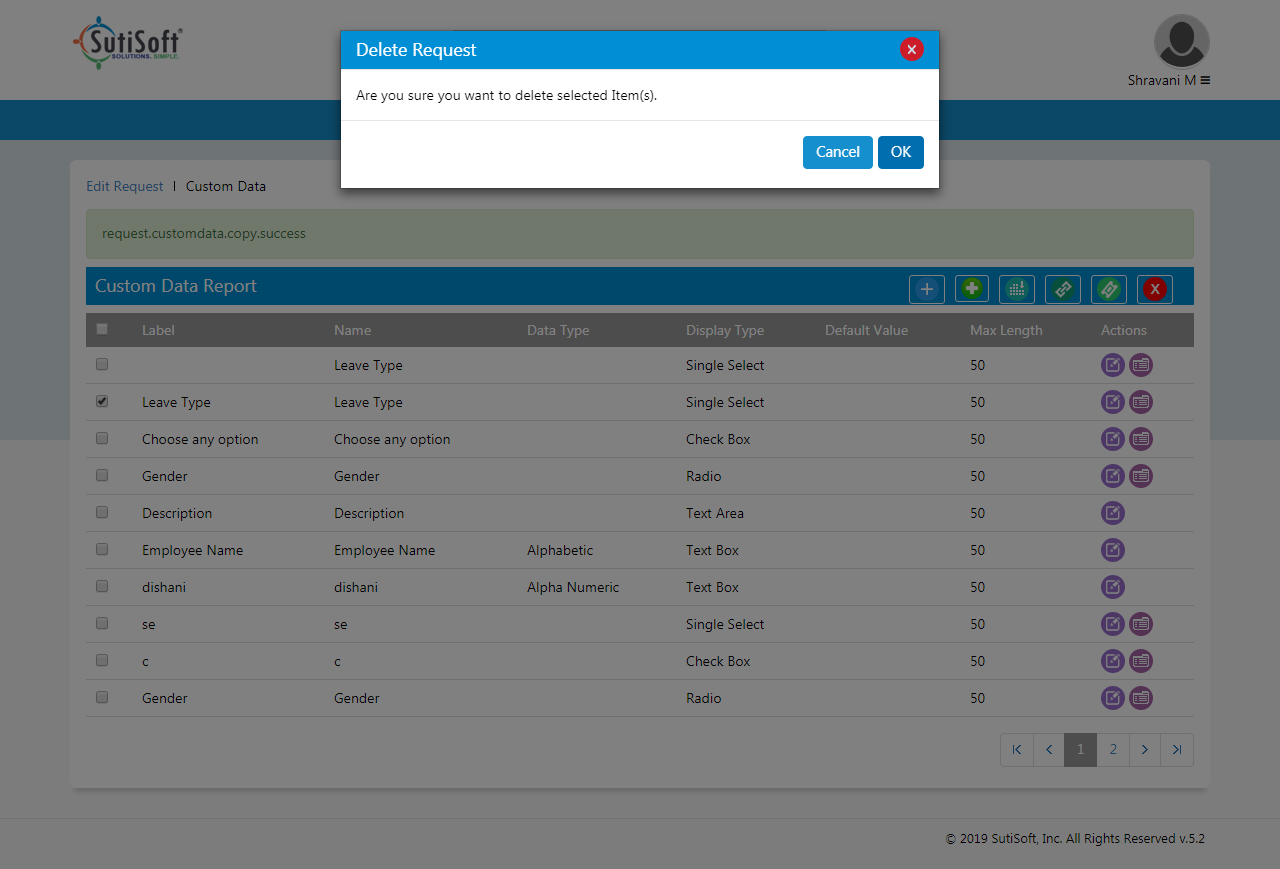 SutiSoft®
SOLUTIONS. SIMPLE.
Delete Request X
Are you sure you want to delete selected Item(s).
Cancel OK
Shravani M
Edit Request | Custom Data
request.customdata.copy.success
Custom Data Report X
Label Name Data Type Display Type Default Value Max Length Actions
Leave Type Single Select 50
Leave Type Leave Type Single Select 50
Choose any option Choose any option Check Box 50
Gender Gender Radio 50
Description Description Text Area 50
Employee Name Employee Name Alphabetic Text Box 50
dishani dishani Alpha Numeric Text Box 50
se se Single Select 50
c c Check Box 50
Gender Gender Radio 50
1 2
© 2019 SutiSoft, Inc. All Rights Reserved v.5.2